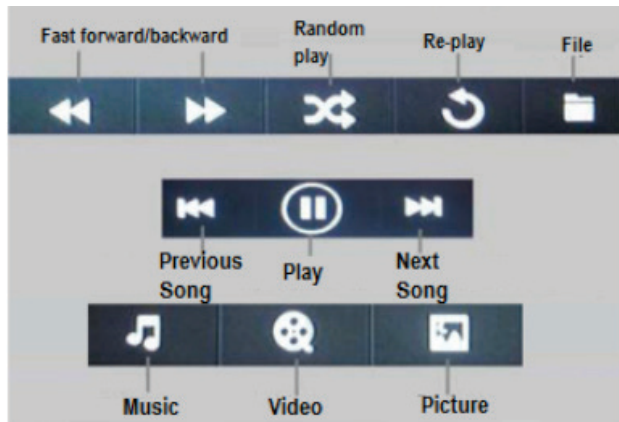 Fast forward/backward
Random
play
Re-play
File
Previous
Song
Play
Next
Song
Music
Video
Picture